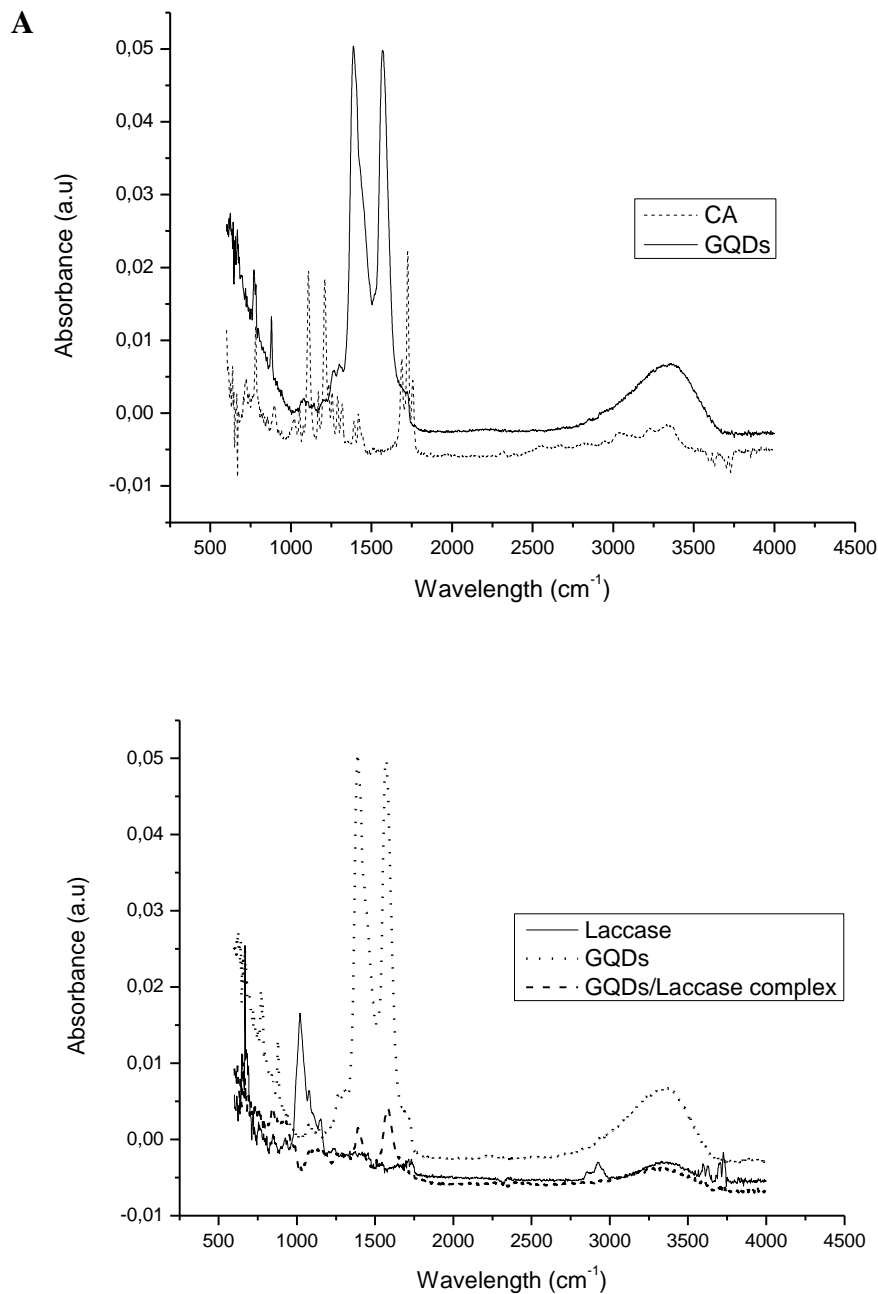 A
0,05
0,04
0,03
0,02
0,01
0,00
-0,01
Absorbance (a.u)
CA
GQDs
500 1000 1500 2000 2500 3000 3500 4000 4500
Wavelength (cm-1)
0,05
0,04
0,03
0,02
0,01
0,00
-0,01
Absorbance (a.u)
Laccase
GQDs
GQDs/Laccase complex
500 1000 1500 2000 2500 3000 3500 4000 4500
Wavelength (cm-1)